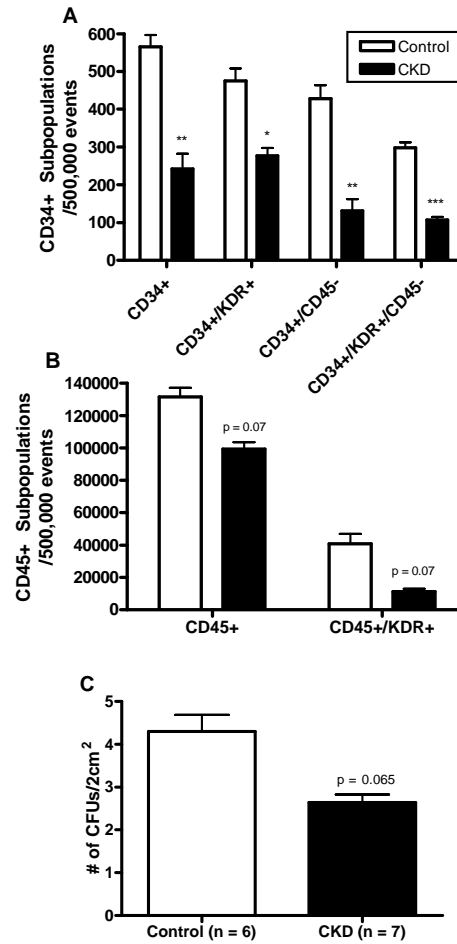 A
CD34+ Subpopulations
/500,000 events
600
500
400
300
200
100
0
Control
CKD
**
*
**
***
CD34+
CD34+/KDR+
CD34+/CD45-
CD34+/KDR+/CD45-
B
CD45+ Subpopulations
/500,000 events
140000
120000
100000
80000
60000
40000
20000
0
p = 0.07
p = 0.07
CD45+
CD45+/KDR+
C
# of CFUs/2cm²
5
4
3
2
1
0
p = 0.065
Control (n = 6)
CKD (n = 7)